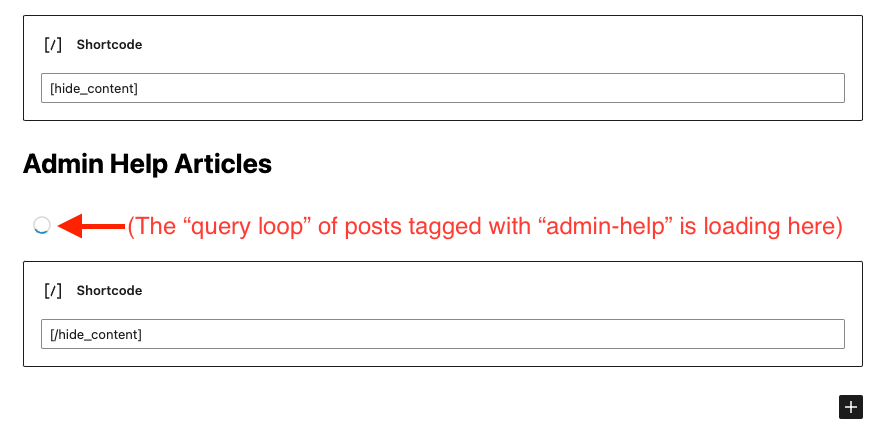 [/] Shortcode
[hide_content]
Admin Help Articles
(The “query loop” of posts tagged with “admin-help” is loading here)
[/] Shortcode
[/hide_content]